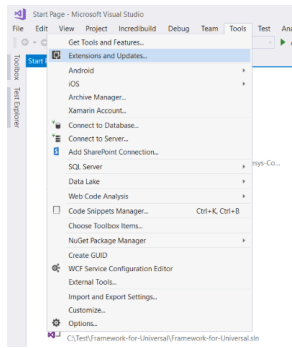 Start Page - Microsoft Visual Studio
File Edit View Project Incredibuild Debug Team Tools Test Ana
Get Tools and Features...
Start
Extensions and Updates...
Toolbox
Test Explorer
Android
iOS
Archive Manager...
Xamarin Account...
Connect to Database...
Connect to Server...
Add SharePoint Connection...
SQL Server
nsys-Co...
Data Lake
Web Code Analysis
Code Snippets Manager... Ctrl+K, Ctrl+B
Choose Toolbox Items...
NuGet Package Manager
Create GUID
WCF Service Configuration Editor
External Tools...
Import and Export Settings...
Customize...
Options...
C:\Test\Framework-for-Universal\Framework-for-Universal.sln